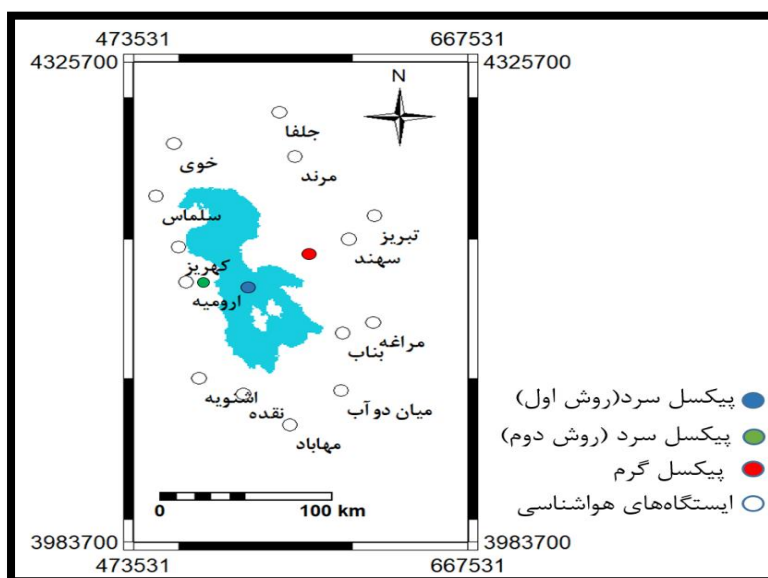 473531 667531
4325700 4325700
N
جلفا
خوی
مرند
سلماس
تبریز
سهند
کهریز
ارومیه
مراغه
بناب
اشنویه
نقده
میان دو آب
مهاباد
پیکسل سرد(روش اول)
پیکسل سرد (روش دوم)
پیکسل گرم
ایستگاه‌های هواشناسی
0 100 km
3983700 3983700
473531 667531